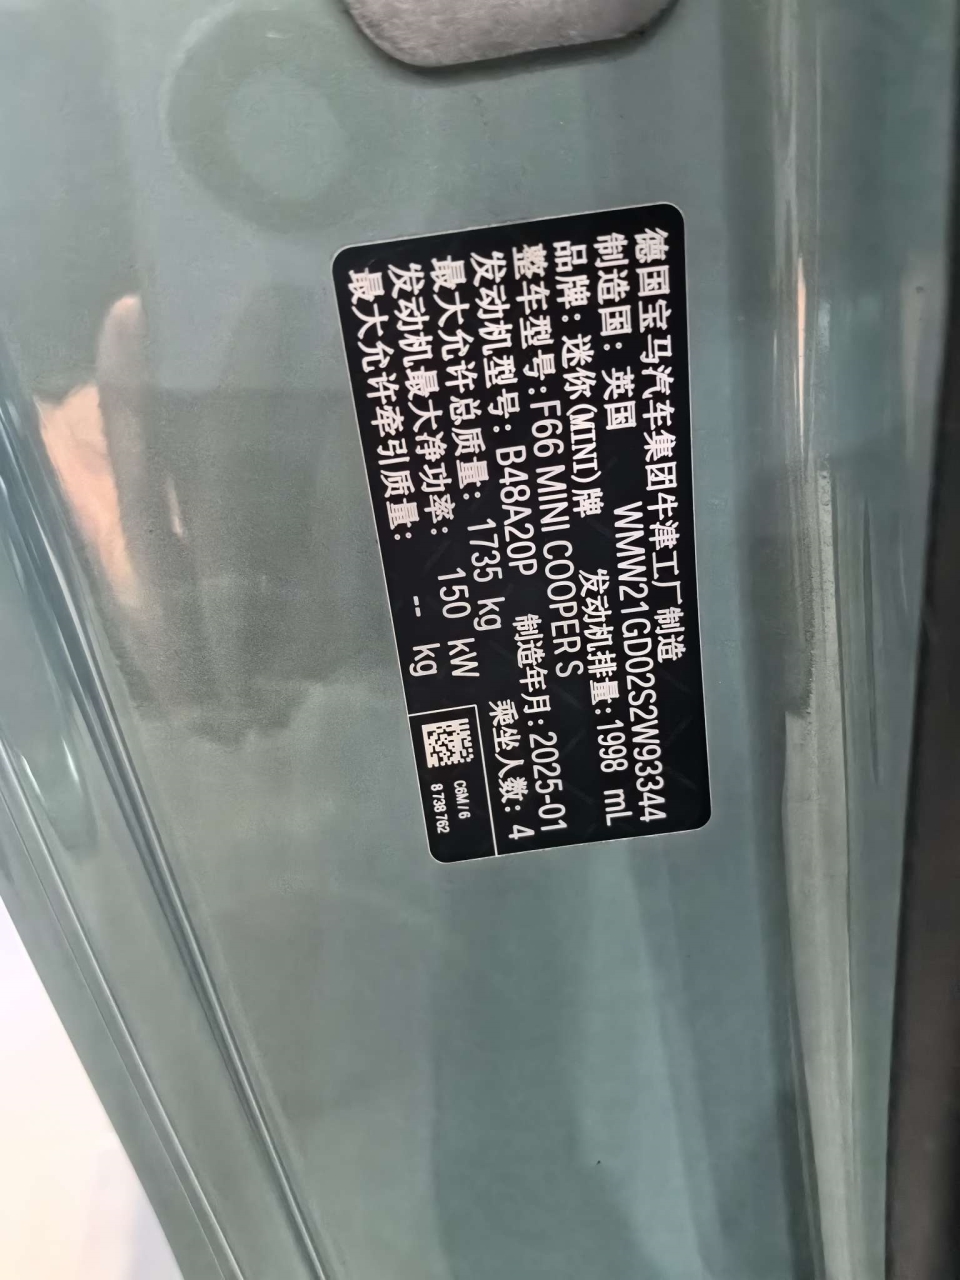 德国宝马汽车集团牛津工厂制造
制造国：英国 WMW21GD02S2W93344
品牌：迷你(MINI)牌 发动机排量：1998 mL
整车型号：F66 MINI COOPER S
发动机型号：B48A20P 制造年月：2025-01
最大允许总质量：1735 kg 乘坐人数：4
发动机最大净功率：150 kW
最大允许牵引质量：-- kg
C6M / 6
8 738 762